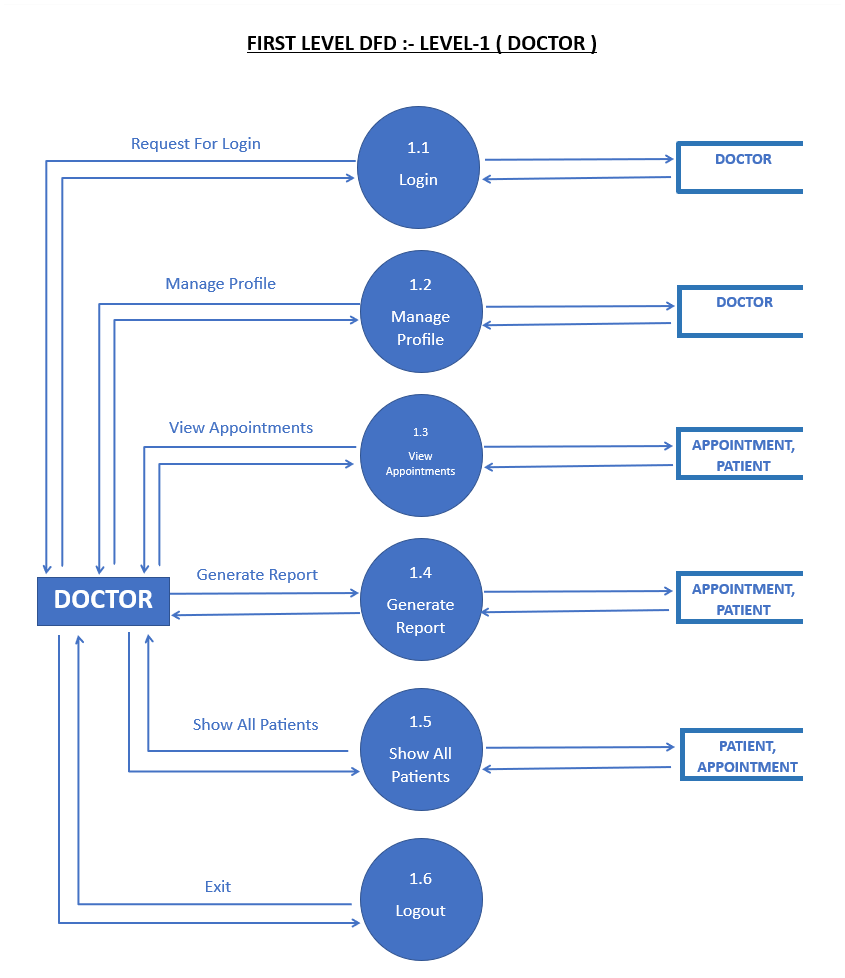 FIRST LEVEL DFD :- LEVEL-1 ( DOCTOR )
Request For Login
1.1
Login
DOCTOR
Manage Profile
1.2
Manage
Profile
DOCTOR
View Appointments
1.3
View
Appointments
APPOINTMENT,
PATIENT
DOCTOR
Generate Report
1.4
Generate
Report
APPOINTMENT,
PATIENT
Show All Patients
1.5
Show All
Patients
PATIENT,
APPOINTMENT
Exit
1.6
Logout